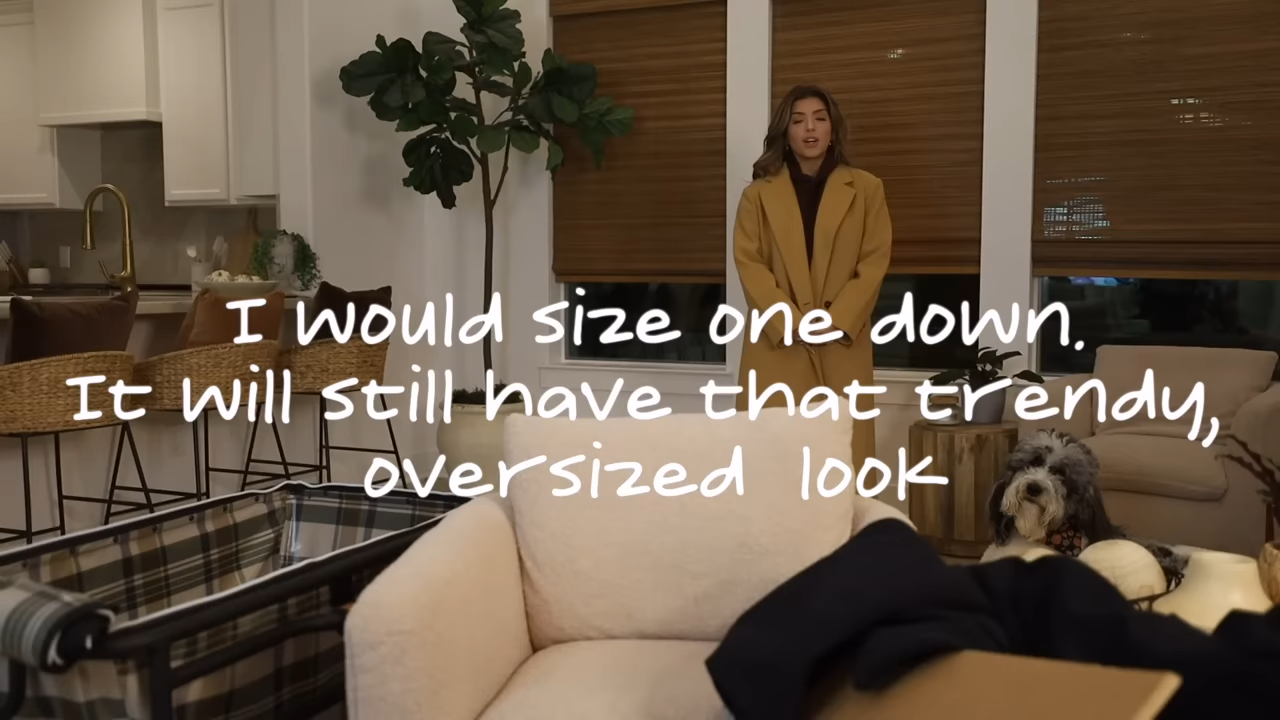 I would size one down.
It will still have that trendy,
oversized look